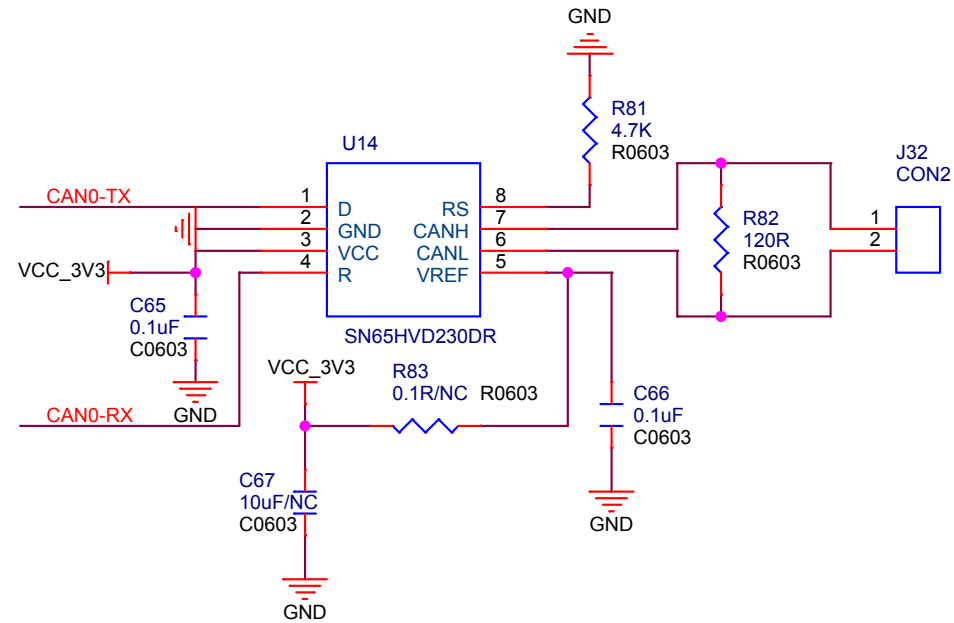 GND
R81
4.7K
R0603
U14
J32
CON2
CAN0-TX
1
D
RS
8
2
GND
CANH
7
3
VCC
CANL
6
4
R
VREF
5
R82
120R
R0603
1
2
VCC_3V3
C65
0.1uF
C0603
SN65HVD230DR
GND
CAN0-RX
VCC_3V3
R83
0.1R/NC R0603
C66
0.1uF
C0603
C67
10uF/NC
C0603
GND
GND